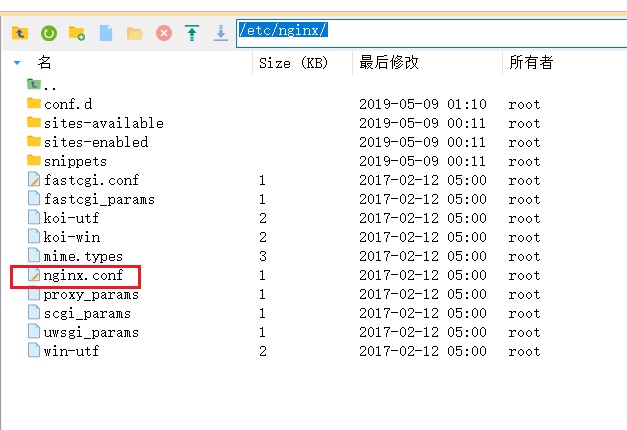 /etc/nginx/
名 Size (KB) 最后修改 所有者
..
conf.d 2019-05-09 01:10 root
sites-available 2019-05-09 00:11 root
sites-enabled 2019-05-09 00:11 root
snippets 2019-05-09 00:11 root
fastcgi.conf 1 2017-02-12 05:00 root
fastcgi_params 1 2017-02-12 05:00 root
koi-utf 2 2017-02-12 05:00 root
koi-win 2 2017-02-12 05:00 root
mime.types 3 2017-02-12 05:00 root
nginx.conf 1 2017-02-12 05:00 root
proxy_params 1 2017-02-12 05:00 root
scgi_params 1 2017-02-12 05:00 root
uwsgi_params 1 2017-02-12 05:00 root
win-utf 2 2017-02-12 05:00 root